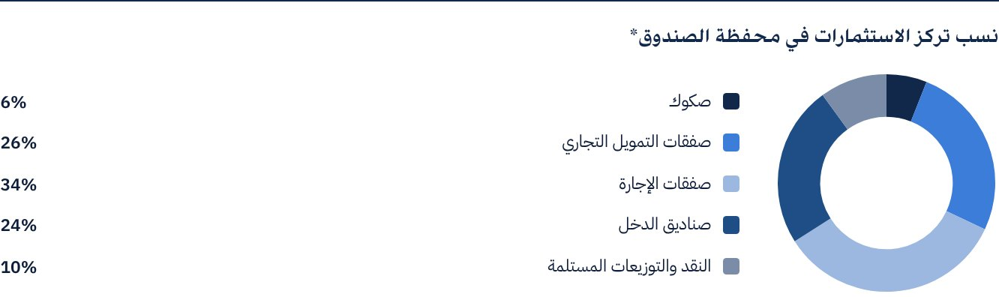 نسب تركز الاستثمارات في محفظة الصندوق*
صكوك 6%
صفقات التمويل التجاري 26%
صفقات الإجارة 34%
صناديق الدخل 24%
النقد والتوزيعات المستلمة 10%